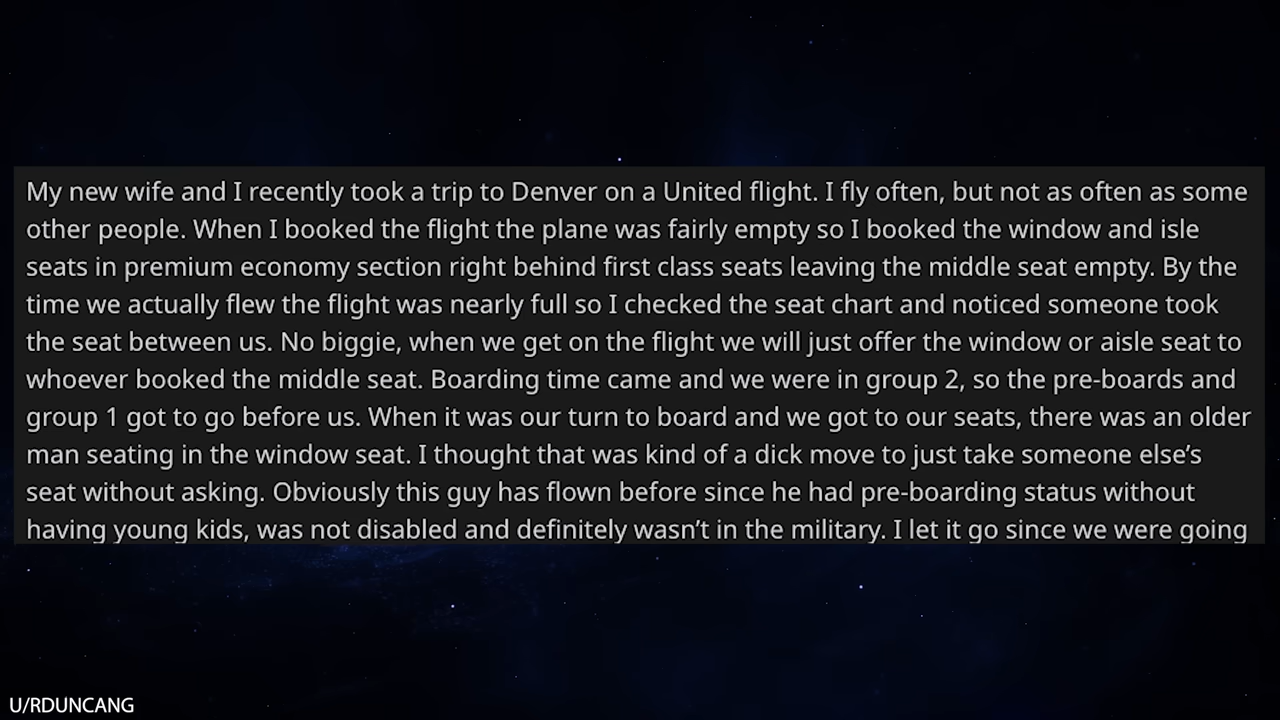 My new wife and I recently took a trip to Denver on a United flight. I fly often, but not as often as some
other people. When I booked the flight the plane was fairly empty so I booked the window and isle
seats in premium economy section right behind first class seats leaving the middle seat empty. By the
time we actually flew the flight was nearly full so I checked the seat chart and noticed someone took
the seat between us. No biggie, when we get on the flight we will just offer the window or aisle seat to
whoever booked the middle seat. Boarding time came and we were in group 2, so the pre-boards and
group 1 got to go before us. When it was our turn to board and we got to our seats, there was an older
man seating in the window seat. I thought that was kind of a dick move to just take someone else’s
seat without asking. Obviously this guy has flown before since he had pre-boarding status without
having young kids, was not disabled and definitely wasn’t in the military. I let it go since we were going
U/RDUNCANG